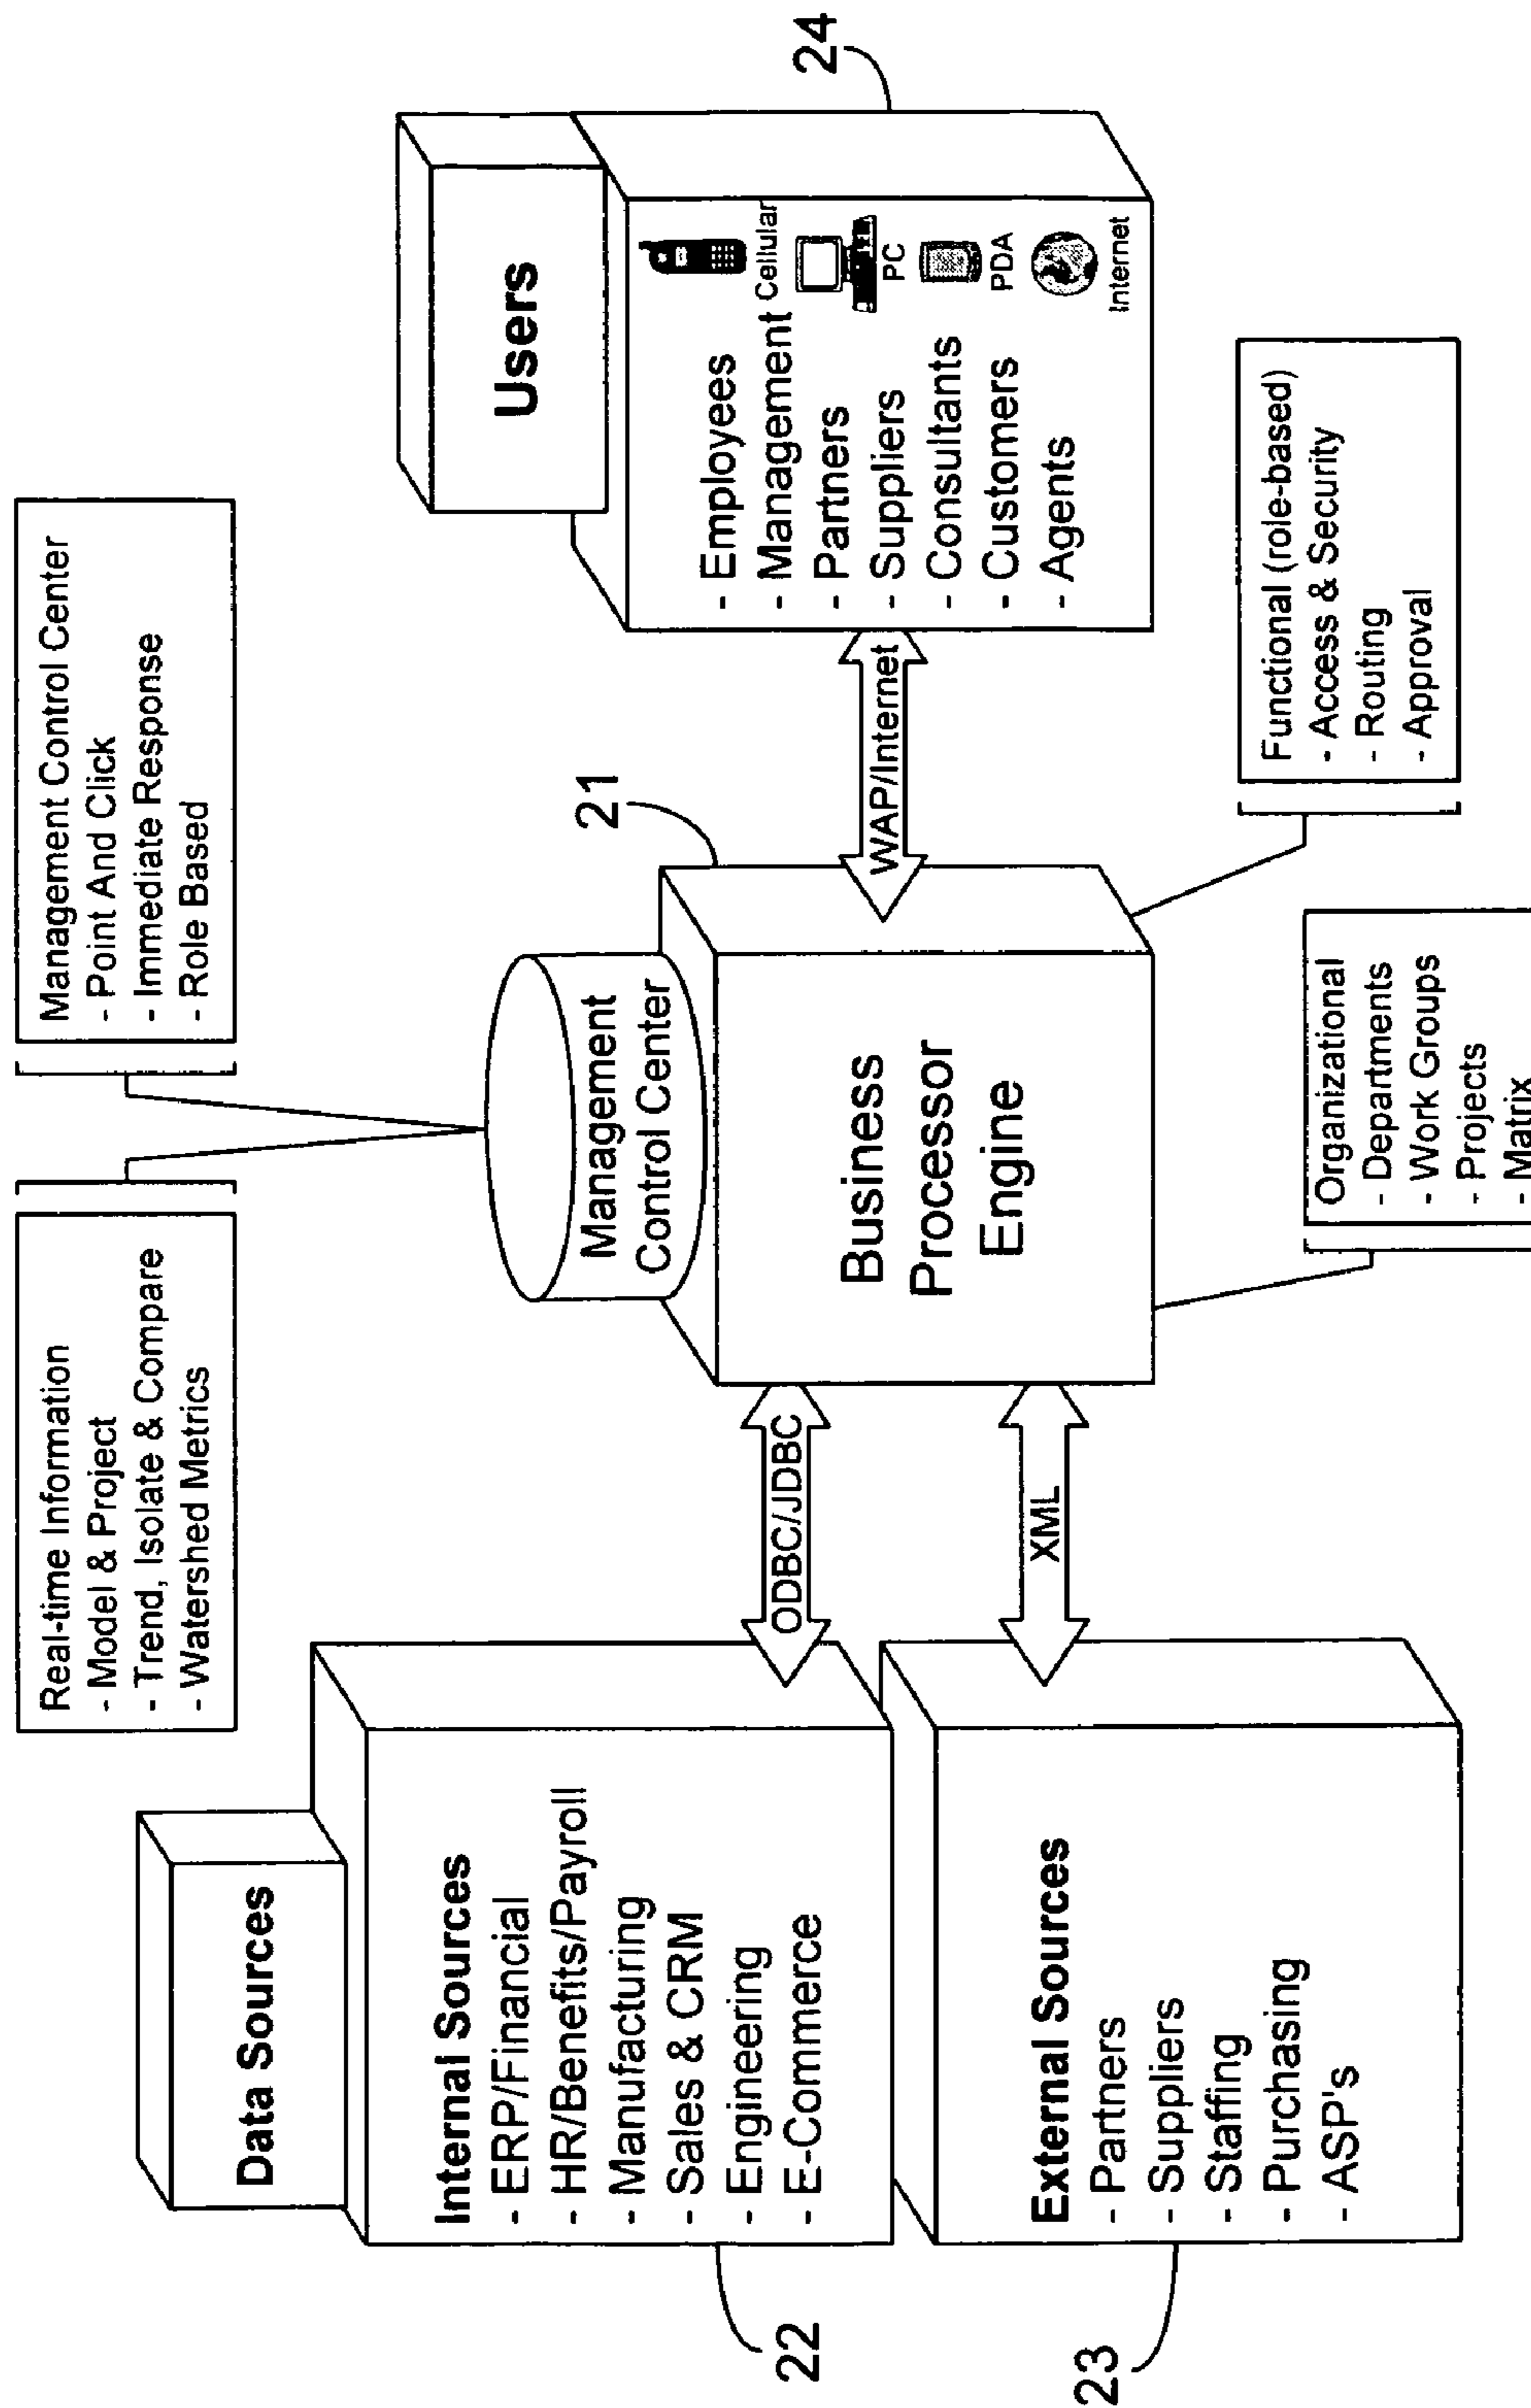 Real-time Information
- Model & Project
- Trend, Isolate & Compare
- Watershed Metrics
Management Control Center
- Point And Click
- Immediate Response
- Role Based
Data Sources
Internal Sources
- ERP/Financial
- HR/Benefits/Payroll
- Manufacturing
- Sales & CRM
- Engineering
- E-Commerce
22
External Sources
- Partners
- Suppliers
- Staffing
- Purchasing
- ASP's
23
ODBC/JDBC
XML
Management
Control Center
Business
Processor
Engine
21
WAP/Internet
Users
- Employees
- Management
- Partners
- Suppliers
- Consultants
- Customers
- Agents
Cellular
PC
PDA
Internet
24
Organizational
- Departments
- Work Groups
- Projects
- Matrix
Functional (role-based)
- Access & Security
- Routing
- Approval